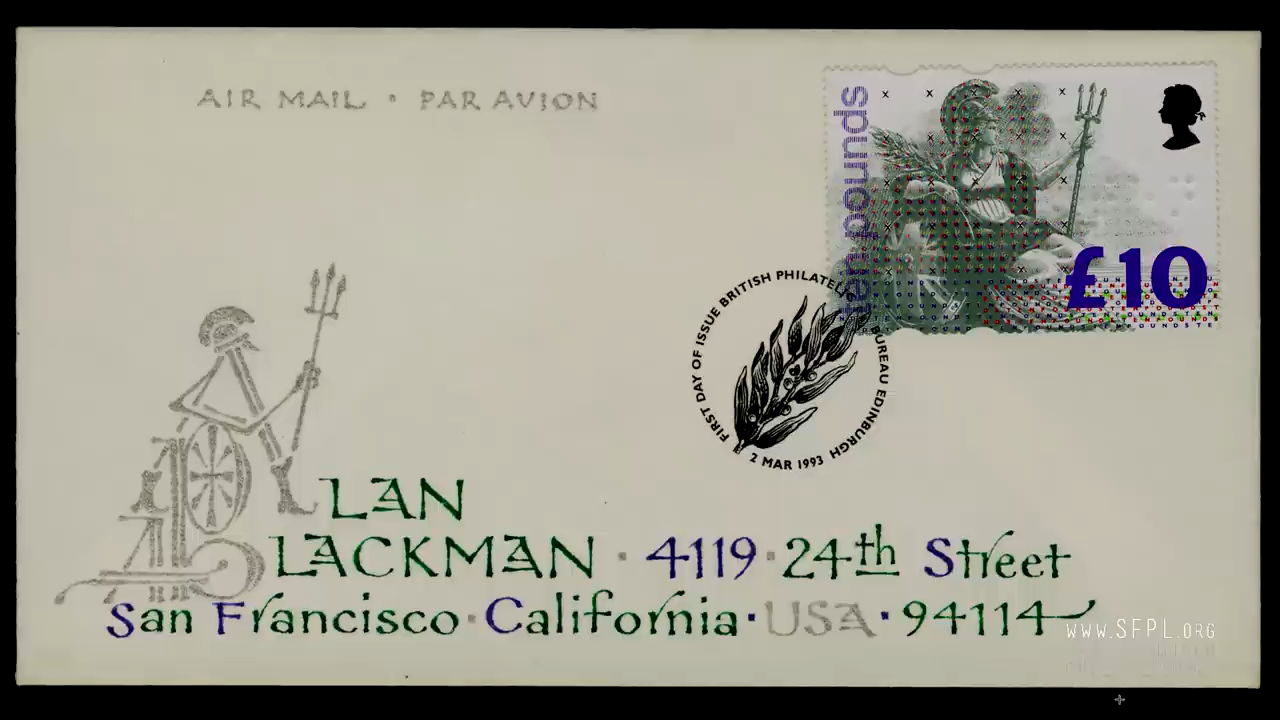 AIR MAIL · PAR AVION
ten pounds
£10
FIRST DAY OF ISSUE BRITISH PHILATELIC BUREAU EDINBURGH
2 MAR 1993
ALAN
BLACKMAN · 4119 · 24th Street
San Francisco · California · USA · 94114
WWW.SFPL.ORG